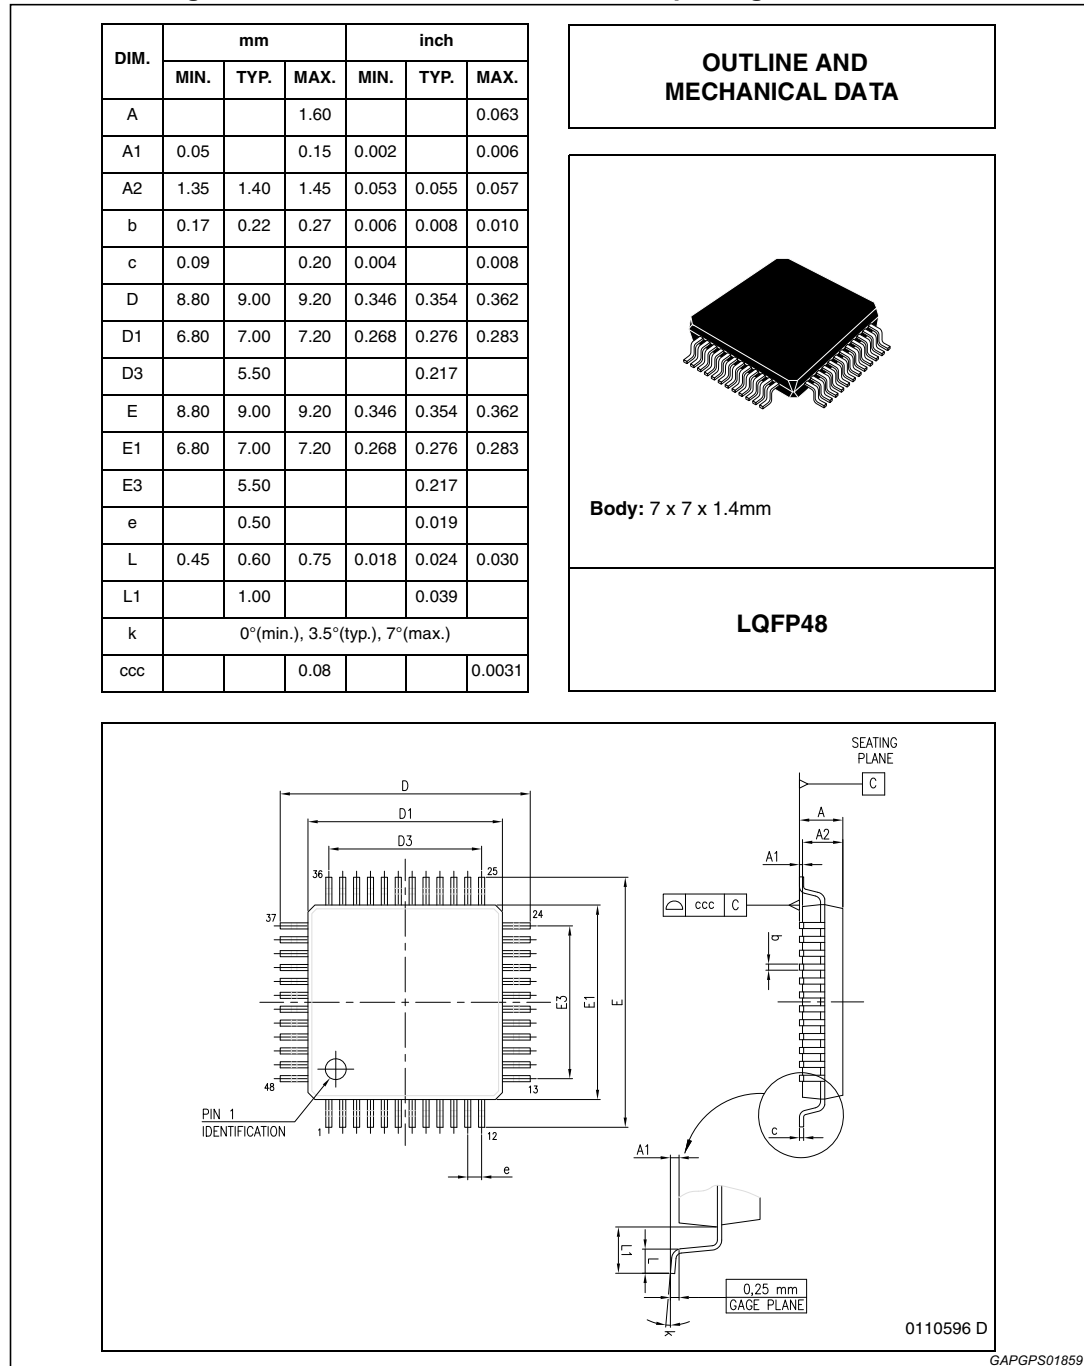 DIM. mm inch
MIN. TYP. MAX. MIN. TYP. MAX.
A 1.60 0.063
A1 0.05 0.15 0.002 0.006
A2 1.35 1.40 1.45 0.053 0.055 0.057
b 0.17 0.22 0.27 0.006 0.008 0.010
c 0.09 0.20 0.004 0.008
D 8.80 9.00 9.20 0.346 0.354 0.362
D1 6.80 7.00 7.20 0.268 0.276 0.283
D3 5.50 0.217
E 8.80 9.00 9.20 0.346 0.354 0.362
E1 6.80 7.00 7.20 0.268 0.276 0.283
E3 5.50 0.217
e 0.50 0.019
L 0.45 0.60 0.75 0.018 0.024 0.030
L1 1.00 0.039
k 0°(min.), 3.5°(typ.), 7°(max.)
ccc 0.08 0.0031
OUTLINE AND
MECHANICAL DATA
Body: 7 x 7 x 1.4mm
LQFP48
SEATING
PLANE
C
D
D1
D3
A
A2
A1
36 25
37 24
ccc C
b
E3 E1 E
48 13
PIN 1
IDENTIFICATION
1 12
e
c
A1
L1
L
0,25 mm
GAGE PLANE
k
0110596 D
GAPGPS01859